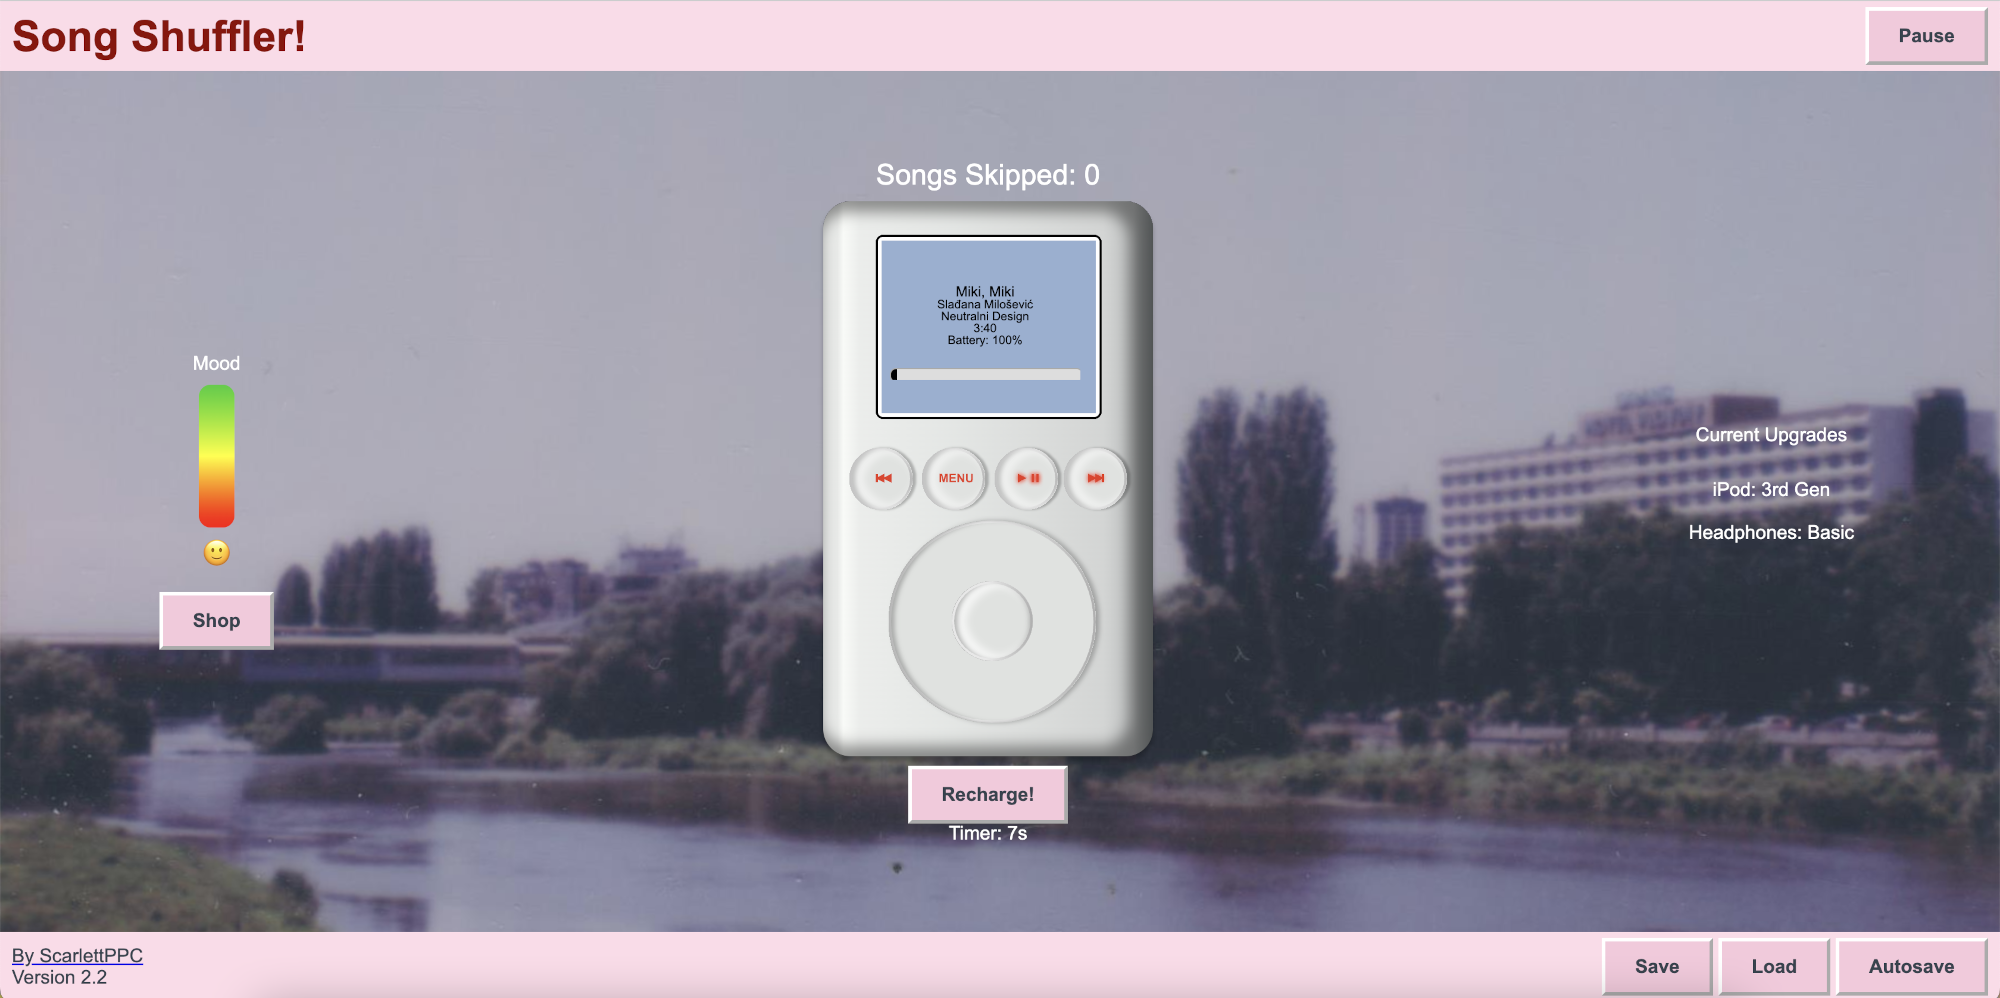 Song Shuffler!
Pause
Songs Skipped: 0
Miki, Miki
Slađana Milošević
Neutralni Design
3:40
Battery: 100%
MENU
Mood
Shop
Current Upgrades
iPod: 3rd Gen
Headphones: Basic
Recharge!
Timer: 7s
By ScarlettPPC
Version 2.2
Save
Load
Autosave